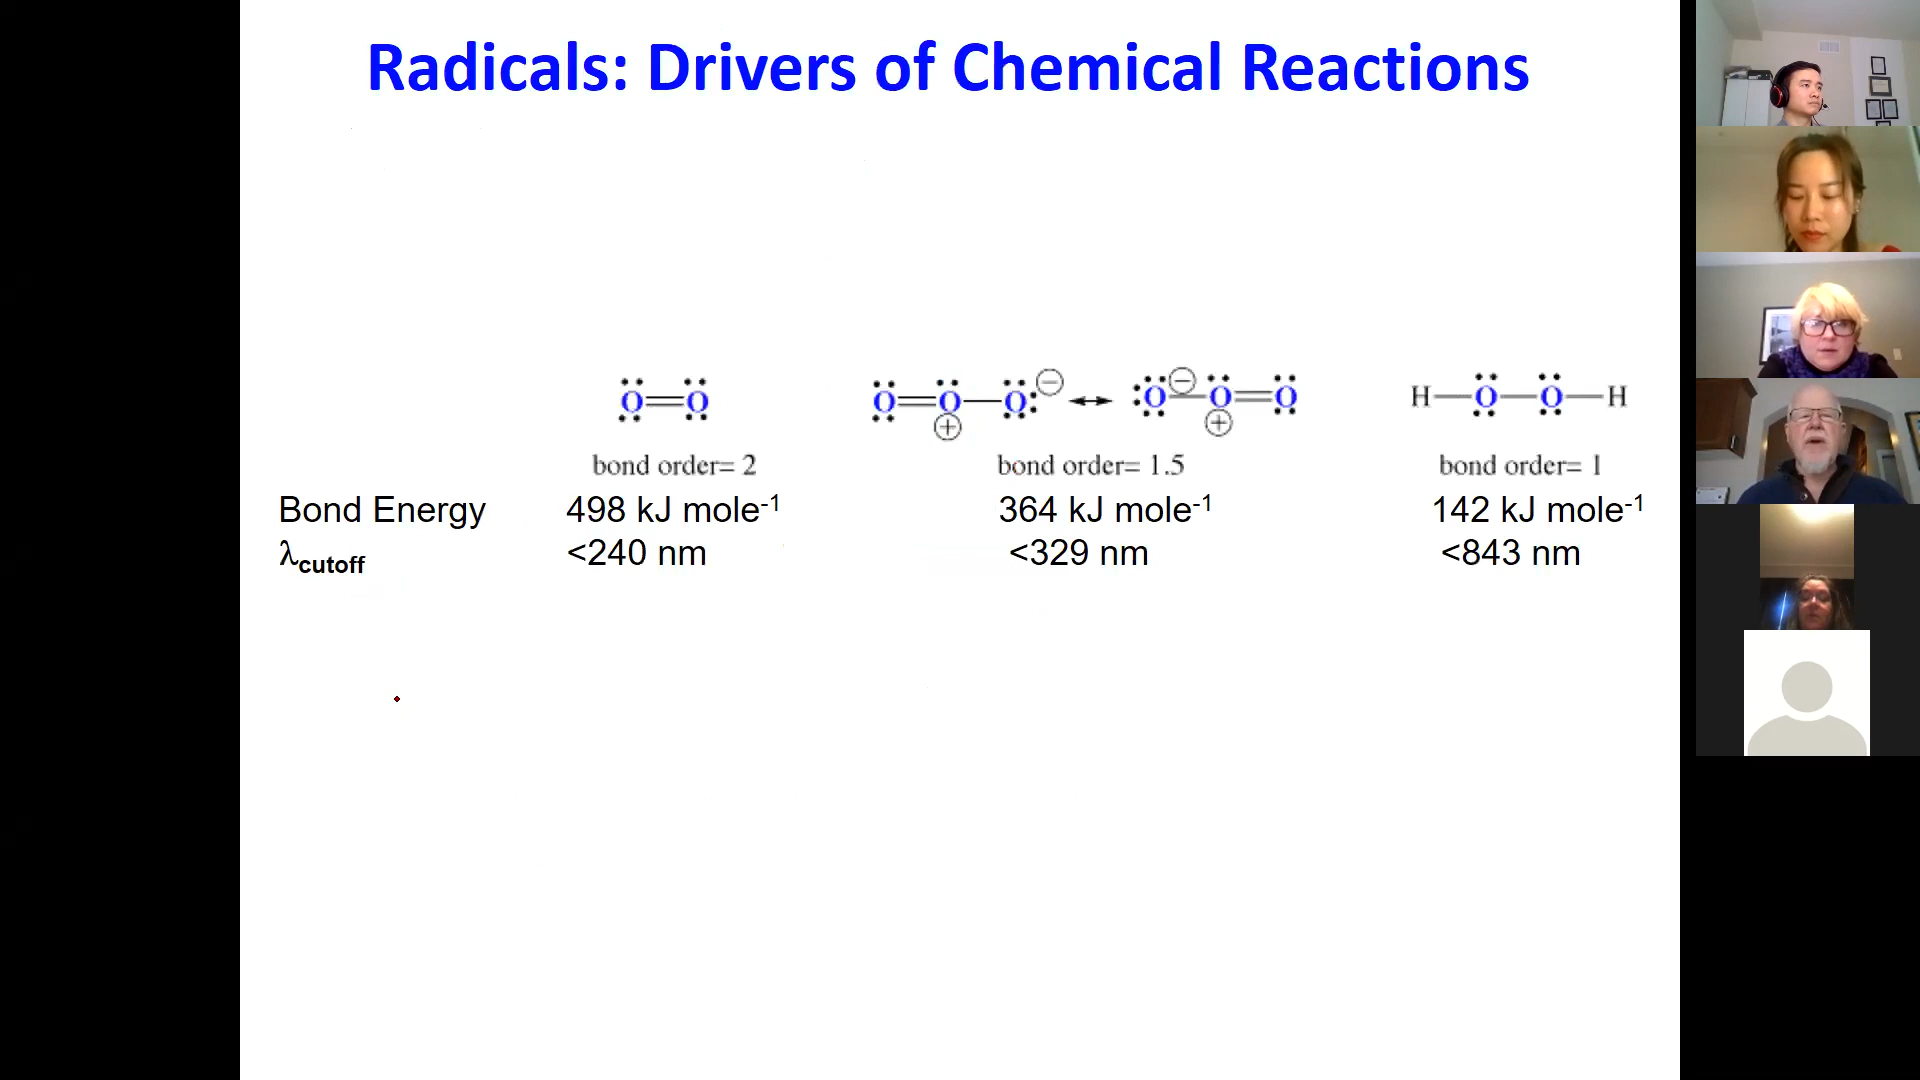 Radicals: Drivers of Chemical Reactions
O=O
O=O—O ⊖ ↔ O ⊖—O=O
⊕ ⊕
H—O—O—H
bond order= 2 bond order= 1.5 bond order= 1
Bond Energy 498 kJ mole⁻¹ 364 kJ mole⁻¹ 142 kJ mole⁻¹
λcutoff <240 nm <329 nm <843 nm